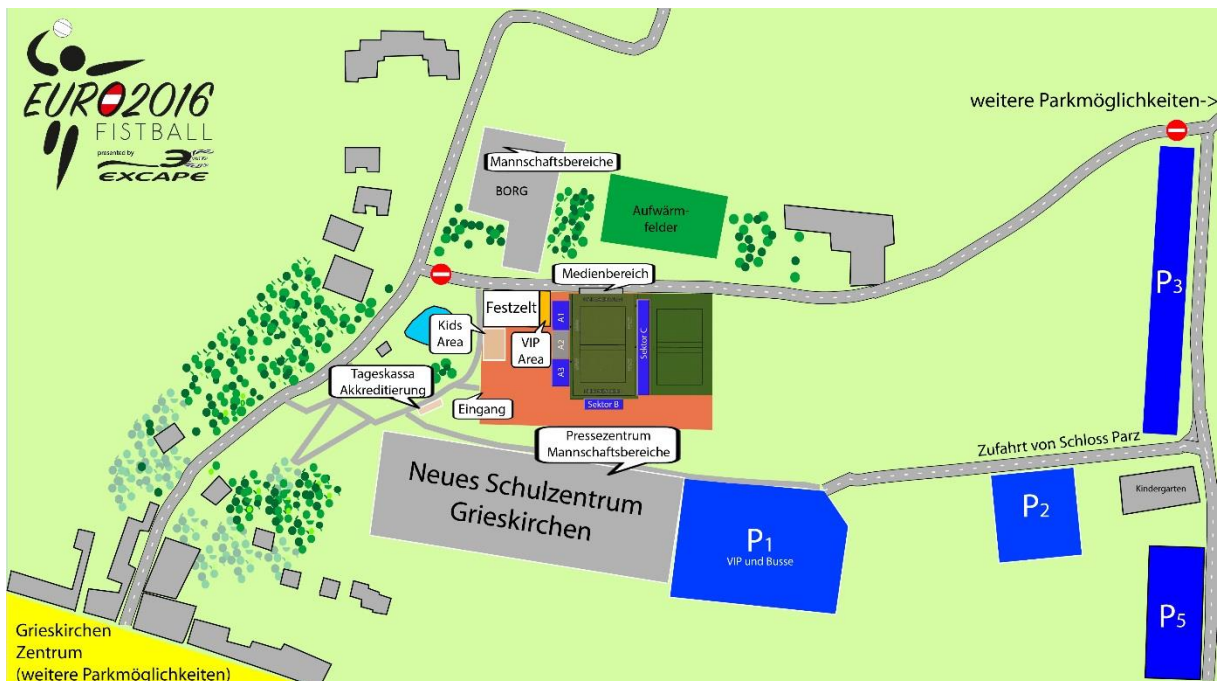 EURO2016
FISTBALL
presented by
EXCAPE
weitere Parkmöglichkeiten->
Mannschaftsbereiche
BORG
Aufwärm-
felder
Medienbereich
P3
Festzelt
Kids
Area
VIP
Area
A1
A2
A3
Sektor C
Sektor B
Tageskassa
Akkreditierung
Eingang
Pressezentrum
Mannschaftsbereiche
Zufahrt von Schloss Parz
Neues Schulzentrum
Grieskirchen
P1
VIP und Busse
P2
Kindergarten
P5
Grieskirchen
Zentrum
(weitere Parkmöglichkeiten)